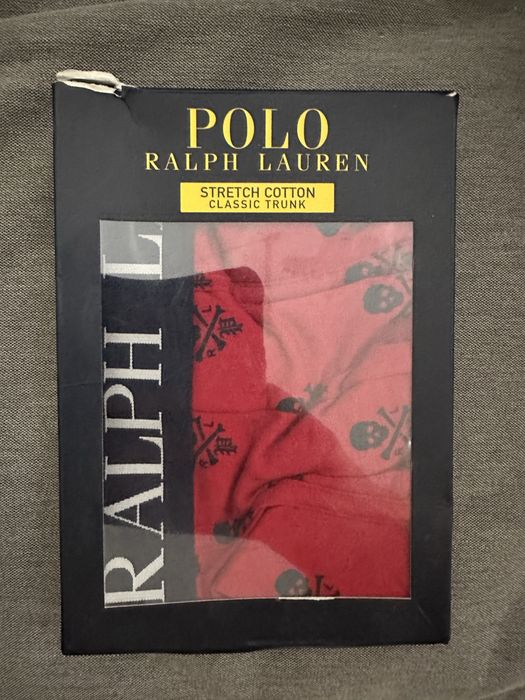 POLO
RALPH LAUREN
STRETCH COTTON
CLASSIC TRUNK
RALPH L
R L
R L
R L
L